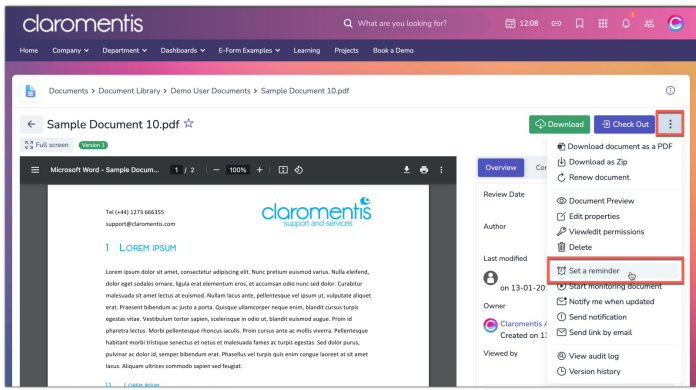 claromentis
What are you looking for?
12:08
1
Home Company Department Dashboards E-Form Examples Learning Projects Book a Demo
Documents > Document Library > Demo User Documents > Sample Document 10.pdf
Sample Document 10.pdf
Download
Check Out
Full screen
Version 1
Microsoft Word - Sample Docum...
1 / 2
100%
Tel (+44) 1273 666355
support@claromentis.com
claromentis
support and services
1 LOREM IPSUM
Lorem ipsum dolor sit amet, consectetur adipiscing elit. Nunc pretium euismod varius. Nulla eleifend,
dolor eget sodales ornare, ligula erat elementum eros, et accumsan odio nunc sed dolor. Curabitur
malesuada sit amet lectus at euismod. Nullam lacus ante, pellentesque vel ipsum ut, vulputate aliquet
erat. Praesent bibendum ac justo a porta. Quisque ullamcorper neque enim, blandit cursus turpis
egestas vitae. Vestibulum tortor sapien, scelerisque in odio ut, blandit euismod augue. Proin id
pharetra lectus. Morbi pellentesque rhoncus iaculis. Proin cursus ante ac mollis viverra. Pellentesque
habitant morbi tristique senectus et netus et malesuada fames ac turpis egestas. Sed dolor purus,
pulvinar ac dolor id, semper bibendum erat. Phasellus vel turpis quis enim congue laoreet at sit amet
lacus. Aliquam ultrices commodo sapien sed feugiat.
1.1 LOREM IPSUM
Overview
Review Date
Author
Last modified
on 13-01-20
Owner
Claromentis A
Created on 13
Viewed by
Download document as a PDF
Download as Zip
Renew document
Document Preview
Edit properties
View/edit permissions
Delete
Set a reminder
Start monitoring document
Notify me when updated
Send notification
Send link by email
View audit log
Version history